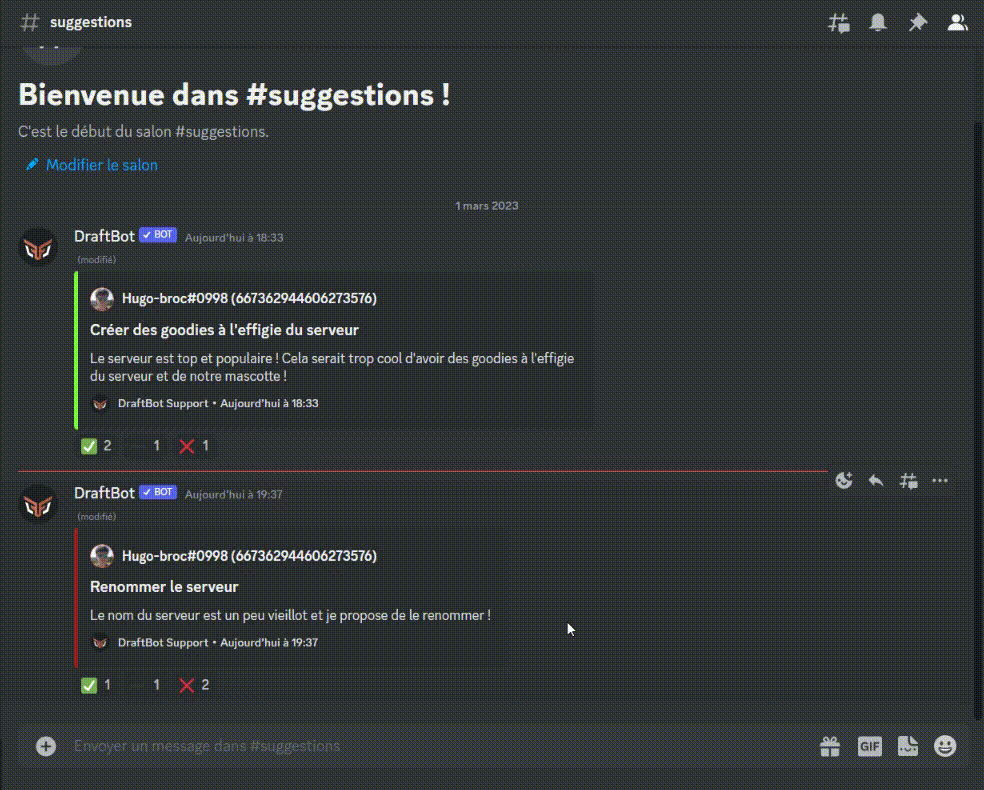 suggestions
Bienvenue dans #suggestions !
C'est le début du salon #suggestions.
Modifier le salon
1 mars 2023
DraftBot ✓ BOT Aujourd'hui à 18:33
(modifié)
Hugo-broc#0998 (667362944606273576)
Créer des goodies à l'effigie du serveur
Le serveur est top et populaire ! Cela serait trop cool d'avoir des goodies à l'effigie
du serveur et de notre mascotte !
DraftBot Support • Aujourd'hui à 18:33
2 1 1
DraftBot ✓ BOT Aujourd'hui à 19:37
(modifié)
Hugo-broc#0998 (667362944606273576)
Renommer le serveur
Le nom du serveur est un peu vieillot et je propose de le renommer !
DraftBot Support • Aujourd'hui à 19:37
1 1 2
Envoyer un message dans #suggestions
GIF